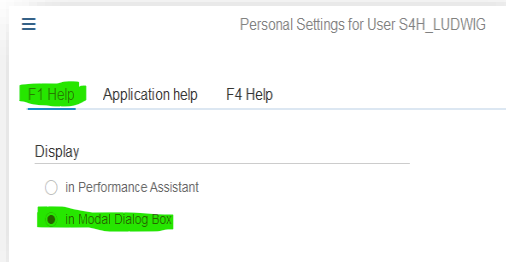 Personal Settings for User S4H_LUDWIG
F1 Help Application help F4 Help
Display
in Performance Assistant
in Modal Dialog Box